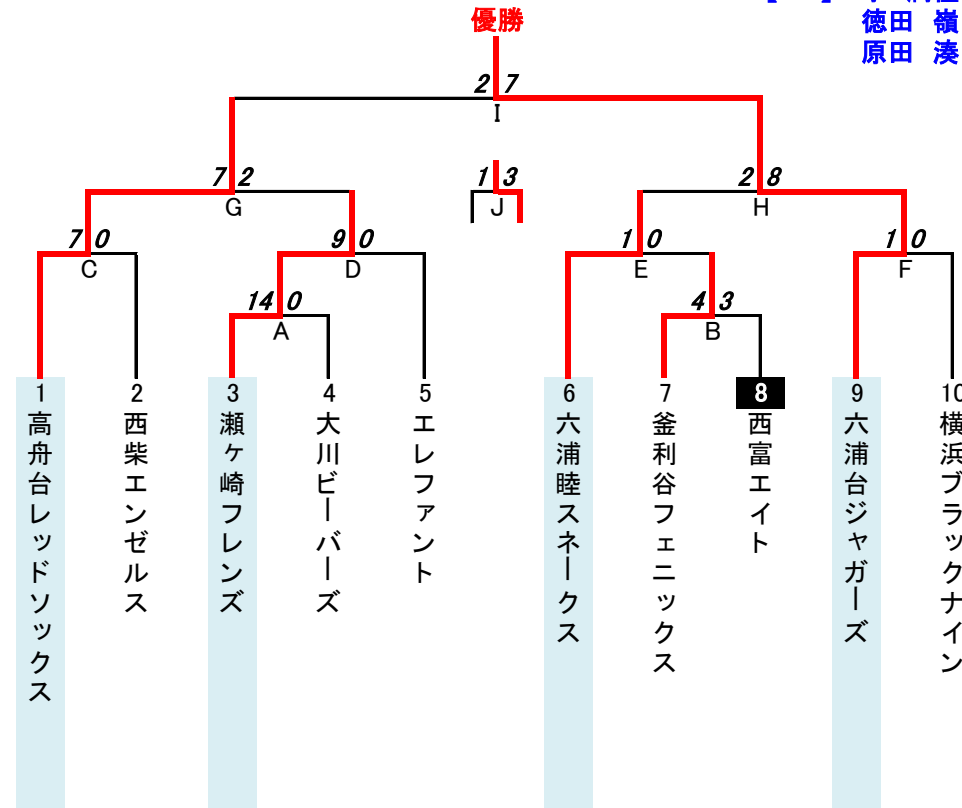 優勝
徳田 嶺
原田 湊
2 7
I
7 2
G
1 3
J
2 8
H
7 0
C
9 0
D
1 0
E
1 0
F
14 0
A
4 3
B
1 高舟台レッドソックス
2 西柴エンゼルス
3 瀬ヶ崎フレンズ
4 大川ビーバーズ
5 エレファント
6 六浦睦スネークス
7 釜利谷フェニックス
8 西富エイト
9 六浦台ジャガーズ
10 横浜ブラックナイン